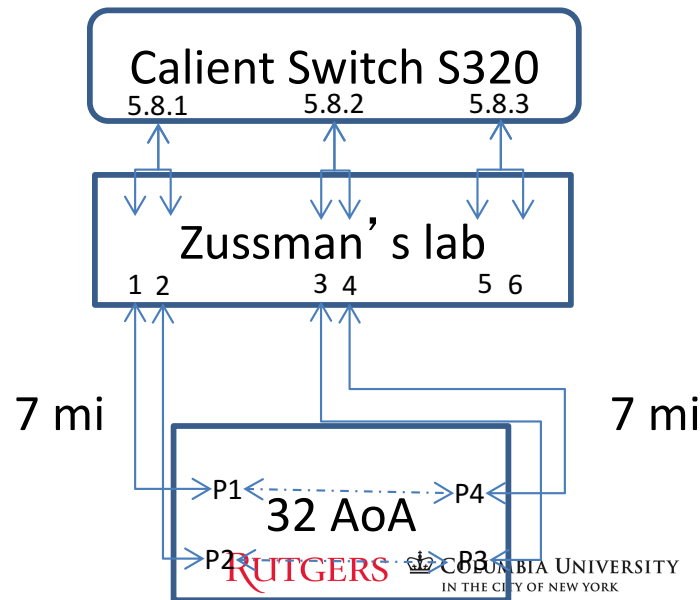 Calient Switch S320
5.8.1 5.8.2 5.8.3
Zussman’s lab
1 2 3 4 5 6
7 mi 7 mi
P1 P4
32 AoA
P2 P3
RUTGERS COLUMBIA UNIVERSITY
IN THE CITY OF NEW YORK